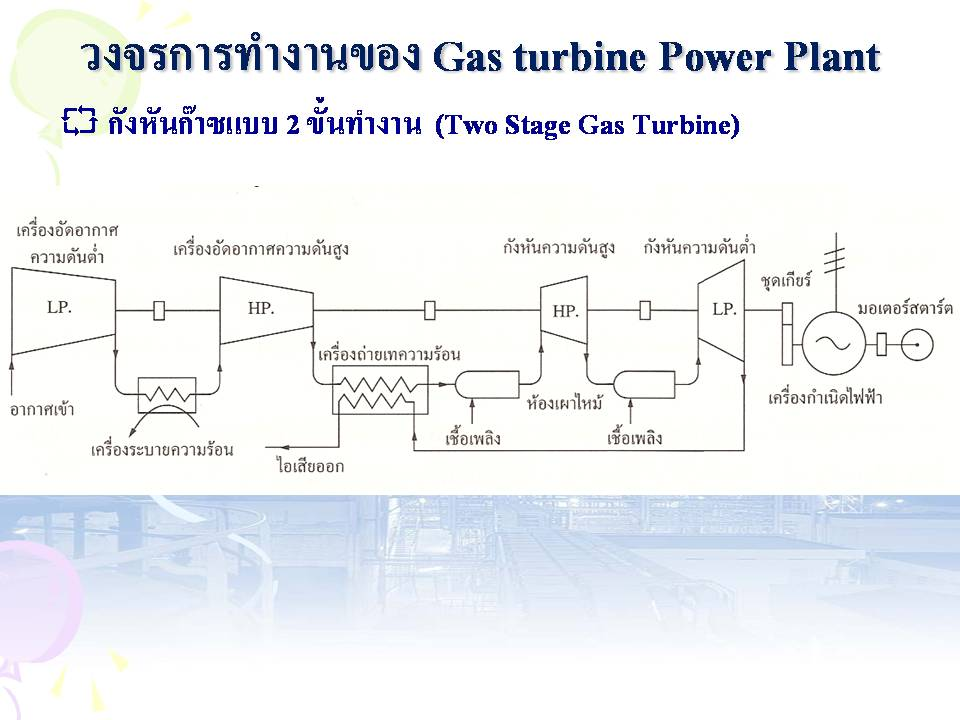 วงจรการทำงานของ Gas turbine Power Plant
กังหันก๊าซแบบ 2 ขั้นทำงาน (Two Stage Gas Turbine)
เครื่องอัดอากาศ
ความดันต่ำ
เครื่องอัดอากาศความดันสูง
กังหันความดันสูง
กังหันความดันต่ำ
ชุดเกียร์
LP.
HP.
HP.
LP.
มอเตอร์สตาร์ต
เครื่องถ่ายเทความร้อน
อากาศเข้า
ห้องเผาไหม้
เครื่องกำเนิดไฟฟ้า
เครื่องระบายความร้อน
ไอเสียออก
เชื้อเพลิง
เชื้อเพลิง